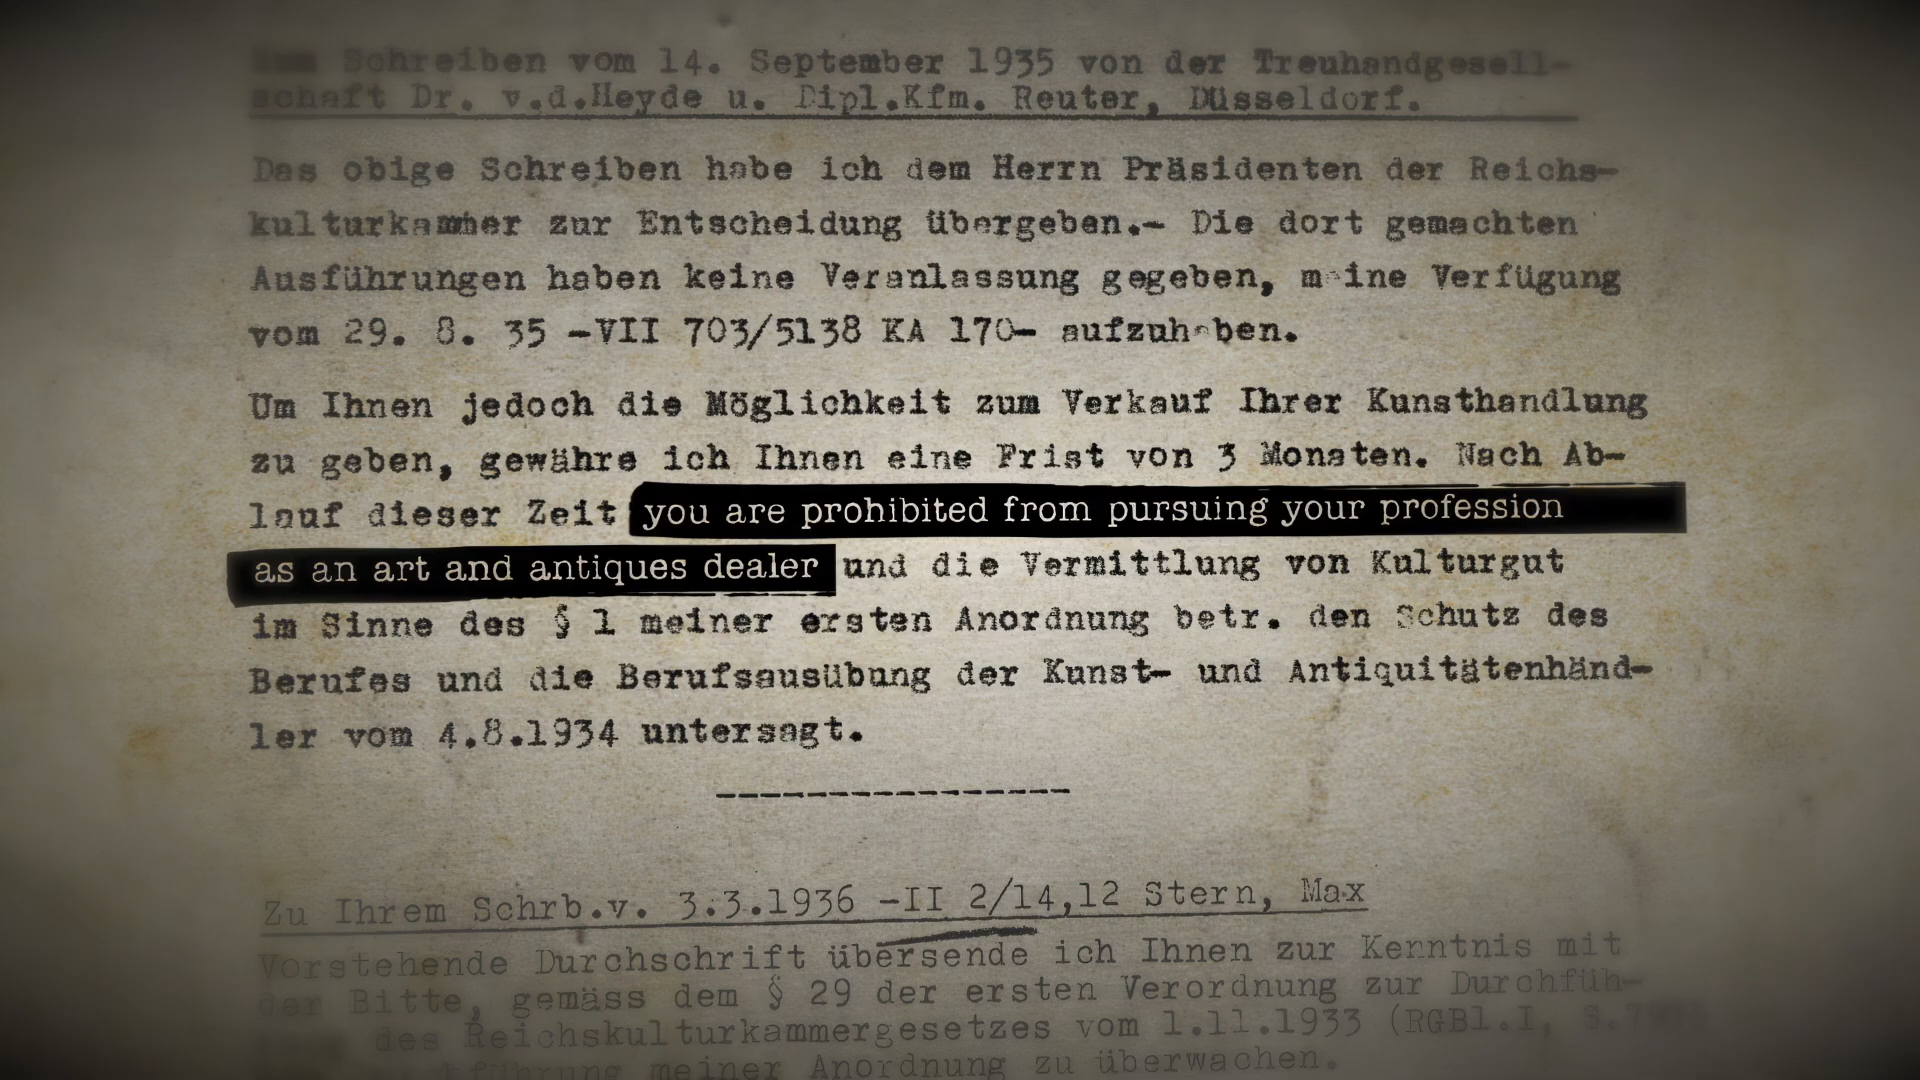 Schreiben vom 14. September 1935 von der Treuhandgesell-
schaft Dr. v.d.Heyde u. Dipl.Kfm. Reuter, Düsseldorf.
Das obige Schreiben habe ich dem Herrn Präsidenten der Reichs-
kulturkammer zur Entscheidung übergeben.- Die dort gemachten
Ausführungen haben keine Veranlassung gegeben, meine Verfügung
vom 29. 8. 35 -VII 703/5138 KA 170- aufzuheben.
Um Ihnen jedoch die Möglichkeit zum Verkauf Ihrer Kunsthandlung
zu geben, gewähre ich Ihnen eine Frist von 3 Monaten. Nach Ab-
lauf dieser Zeit you are prohibited from pursuing your profession
as an art and antiques dealer und die Vermittlung von Kulturgut
im Sinne des § 1 meiner ersten Anordnung betr. den Schutz des
Berufes und die Berufsausübung der Kunst- und Antiquitätenhänd-
ler vom 4.8.1934 untersagt.
----------------
Zu Ihrem Schrb.v. 3.3.1936 -II 2/14,12 Stern, Max
Vorstehende Durchschrift übersende ich Ihnen zur Kenntnis mit
der Bitte, gemäss dem § 29 der ersten Verordnung zur Durchfüh-
des Reichskulturkammergesetzes vom 1.11.1933 (RGBl.I,
meiner Anordnung zu überwachen.